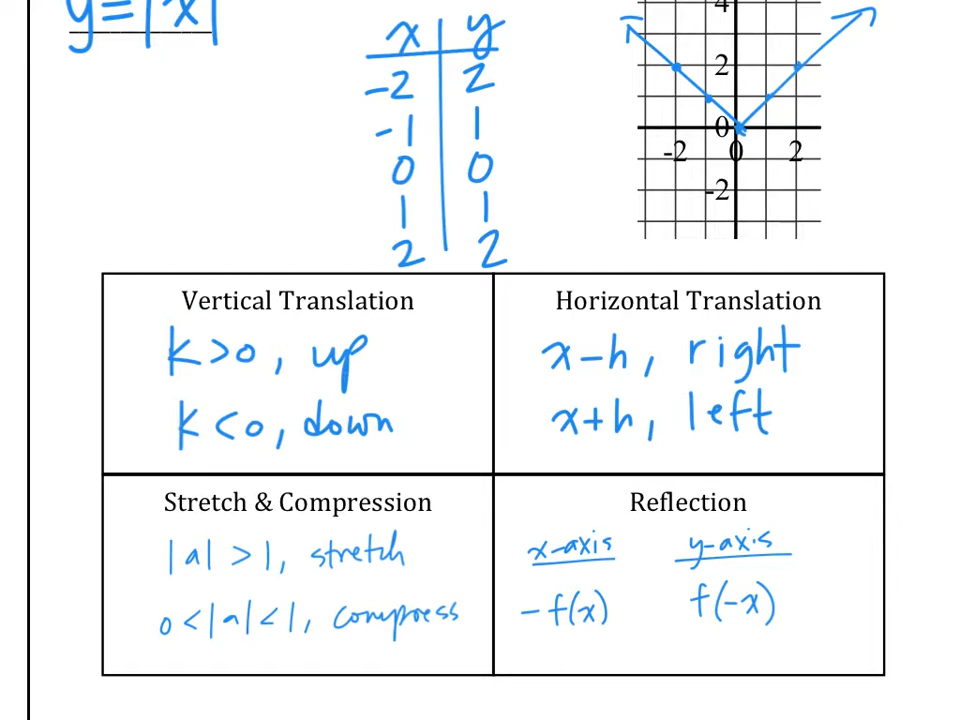 y=|x|
x y
-2 2
-1 1
0 0
1 1
2 2
4
2
0
-2 0 2
-2
Vertical Translation
k>0, up
k<0, down
Horizontal Translation
x-h, right
x+h, left
Stretch & Compression
|a| > 1, stretch
0<|a|<1, compress
Reflection
x-axis y-axis
-f(x) f(-x)